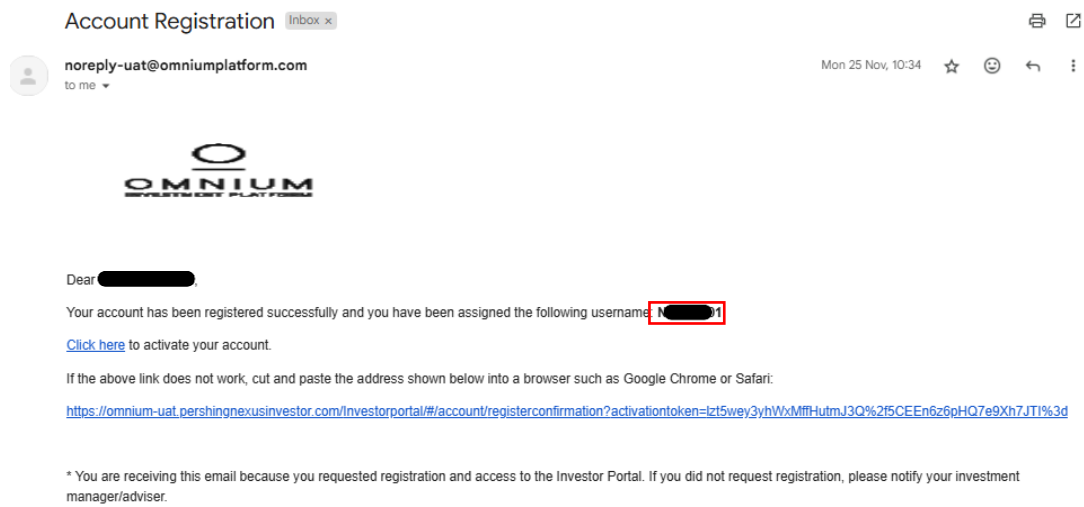 Account Registration Inbox ×
noreply-uat@omniumplatform.com Mon 25 Nov, 10:34
to me
OMNIUM
INVESTMENT PLATFORM
Dear ,
Your account has been registered successfully and you have been assigned the following username: N 01
Click here to activate your account.
If the above link does not work, cut and paste the address shown below into a browser such as Google Chrome or Safari:
https://omnium-uat.pershingnexusinvestor.com/Investorportal/#/account/registerconfirmation?activationtoken=lzt5wey3yhWxMffHutmJ3Q%2f5CEEn6z6pHQ7e9Xh7JTI%3d
* You are receiving this email because you requested registration and access to the Investor Portal. If you did not request registration, please notify your investment
manager/adviser.